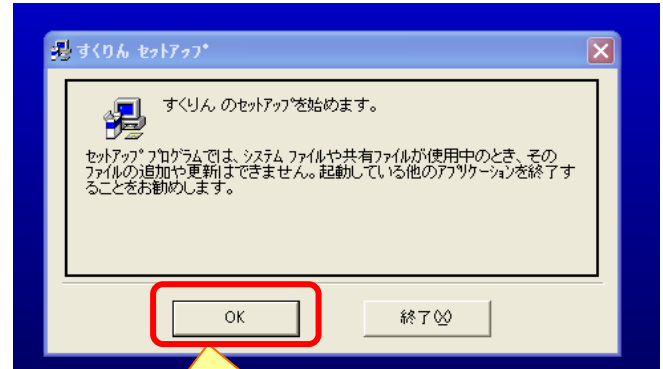 すくりん セットアップ
すくりん のセットアップを始めます。
セットアップ プログラムでは、システム ファイルや共有ファイルが使用中のとき、その
ファイルの追加や更新はできません。起動している他のアプリケーションを終了す
ることをお勧めします。
OK
終了(X)